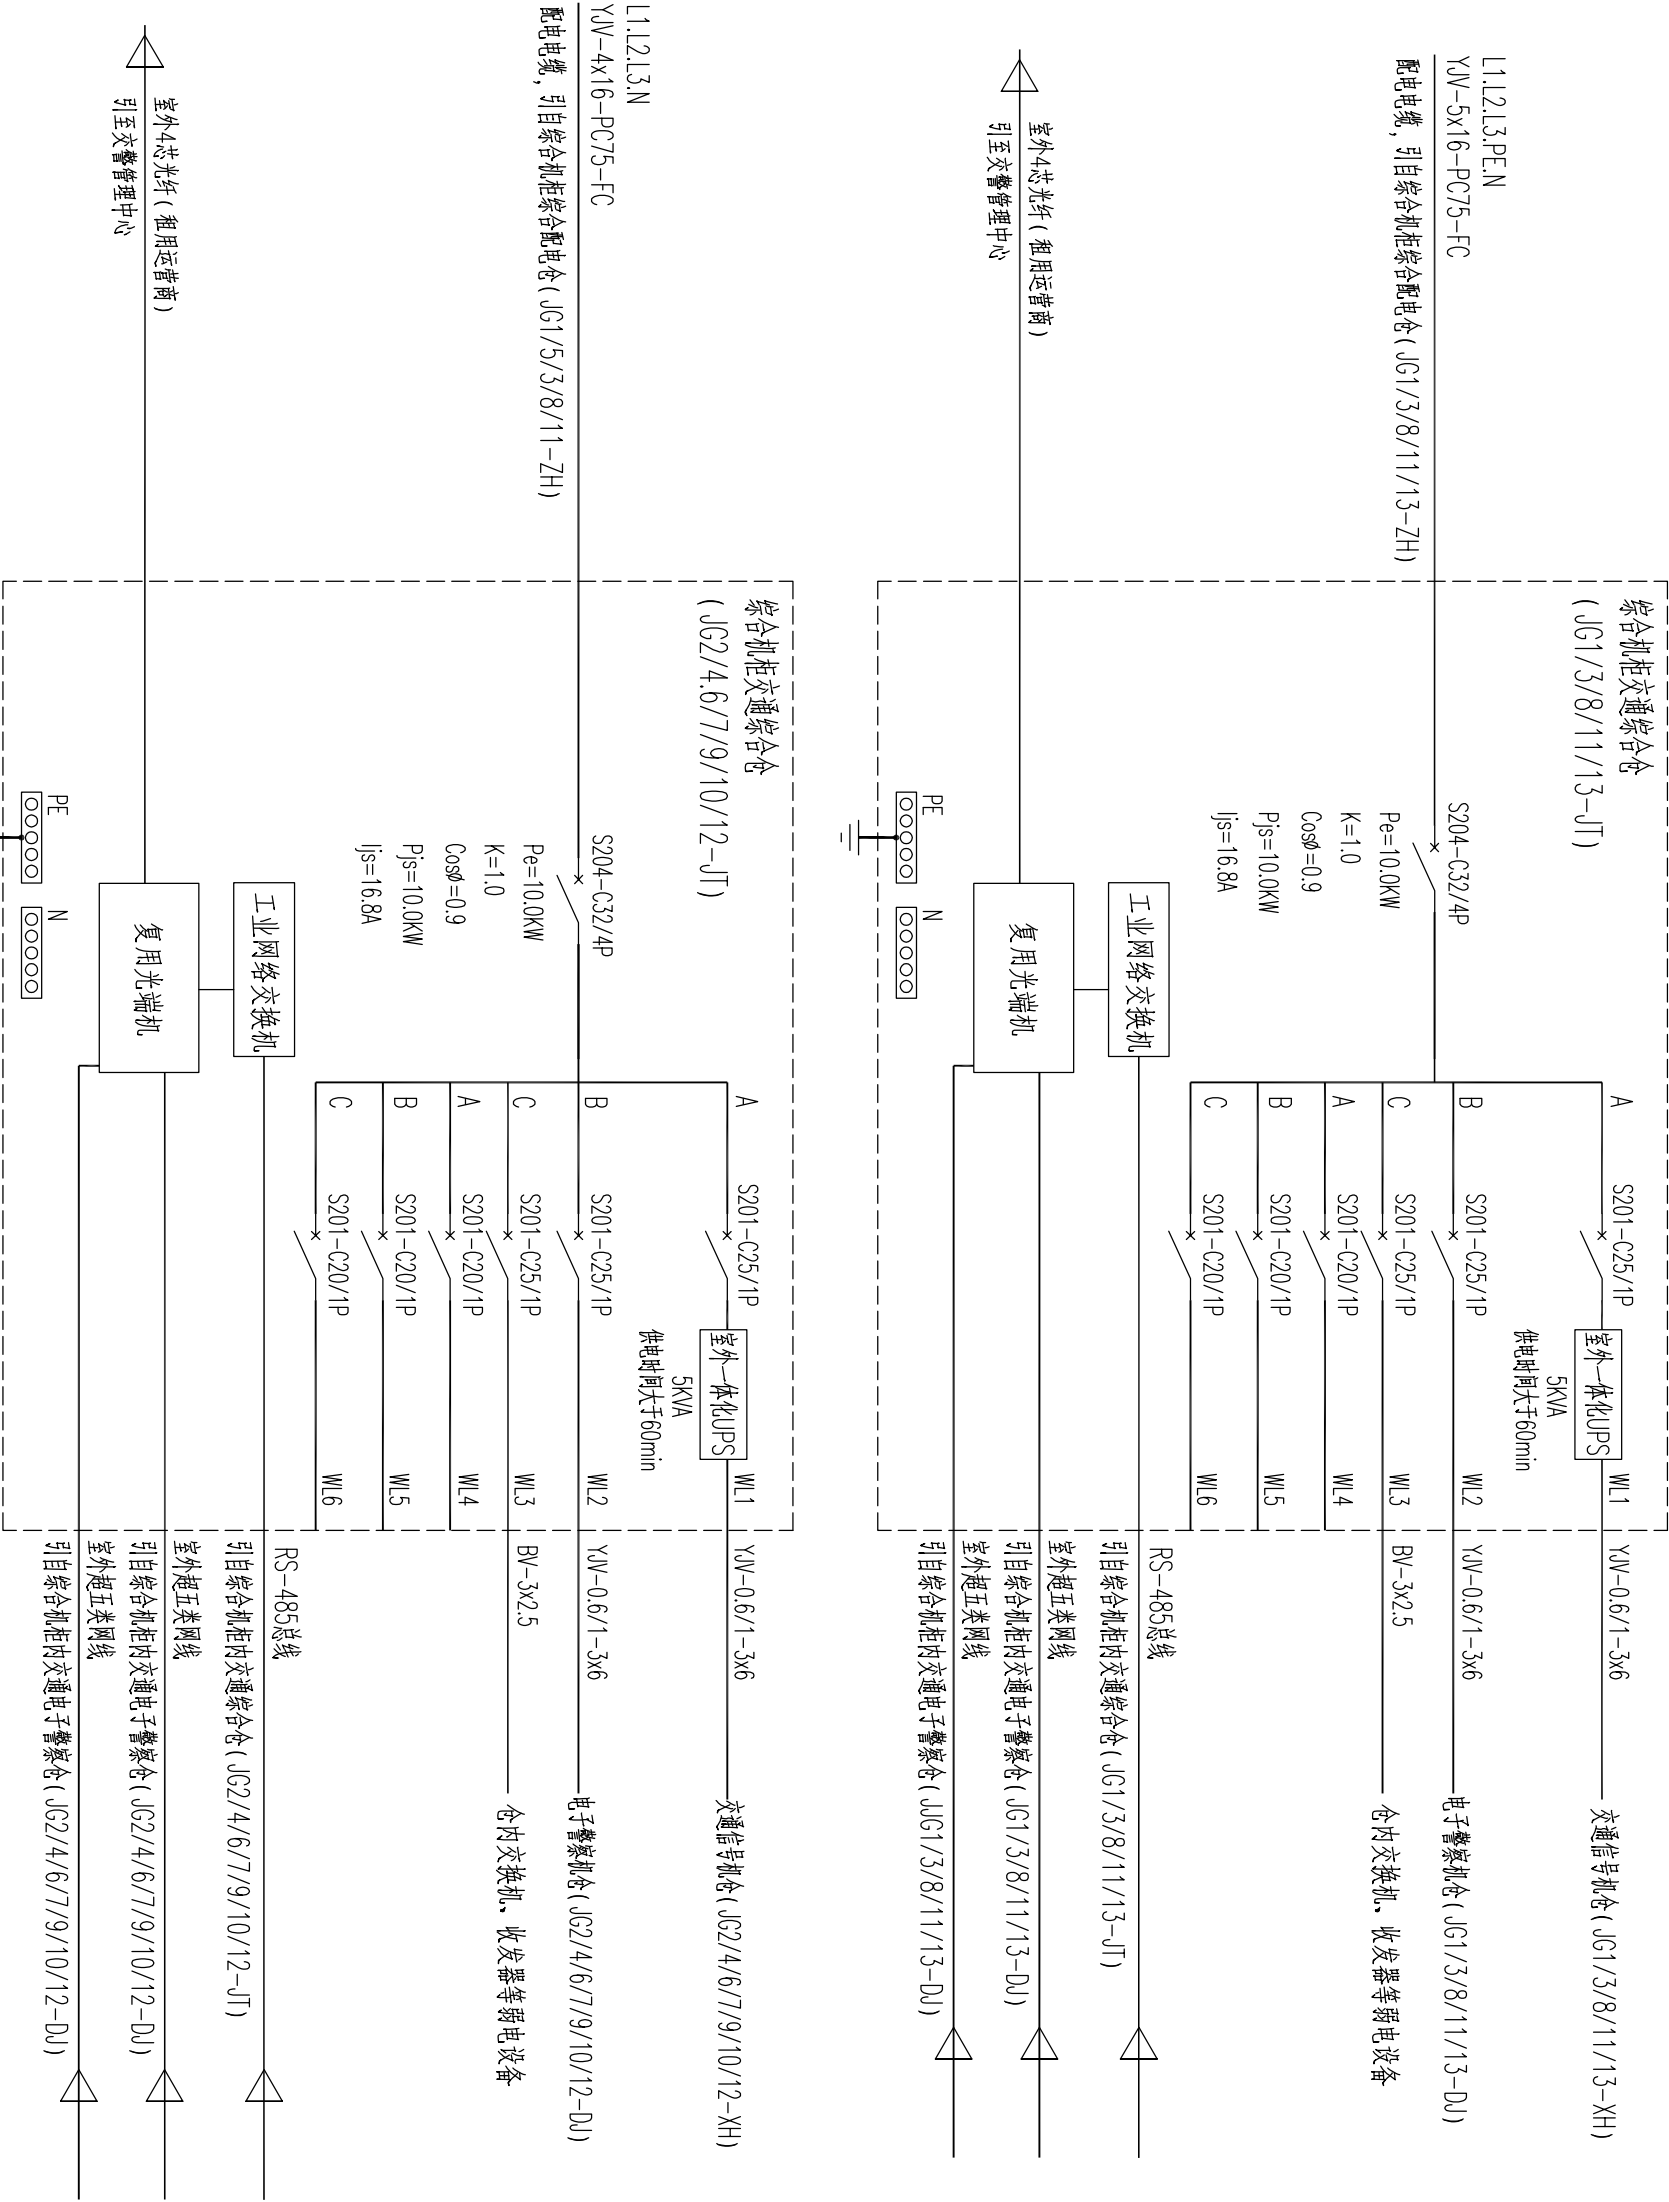 L1.L2.L3.PE.N
YJV-5x16-PC75-FC
配电电缆，引自综合机柜综合配电仓(JG1/3/8/11/13-ZH)
室外4芯光纤(租用运营商)
引至交警管理中心
综合机柜交通综合仓
(JG1/3/8/11/13-JT)
S204-C32/4P
Pe=10.0KW
K=1.0
CosØ=0.9
Pjs=10.0KW
Ijs=16.8A
工业网络交换机
复用光端机
PE
N
A
S201-C25/1P
室外一体化UPS
5KVA
供电时间大于60min
WL1
YJV-0.6/1-3x6
交通信号机仓(JG1/3/8/11/13-XH)
B
S201-C25/1P
WL2
YJV-0.6/1-3x6
电子警察机仓(JG1/3/8/11/13-DJ)
C
S201-C25/1P
WL3
BV-3x2.5
仓内交换机、收发器等弱电设备
A
S201-C20/1P
WL4
B
S201-C20/1P
WL5
C
S201-C20/1P
WL6
RS-485总线
引自综合机柜内交通综合仓(JG1/3/8/11/13-JT)
室外超五类网线
引自综合机柜内交通电子警察仓(JG1/3/8/11/13-DJ)
室外超五类网线
引自综合机柜内交通电子警察仓(JJG1/3/8/11/13-DJ)
L1.L2.L3.N
YJV-4x16-PC75-FC
配电电缆，引自综合机柜综合配电仓(JG1/5/3/8/11-ZH)
室外4芯光纤(租用运营商)
引至交警管理中心
综合机柜交通综合仓
(JG2/4.6/7/9/10/12-JT)
S204-C32/4P
Pe=10.0KW
K=1.0
CosØ=0.9
Pjs=10.0KW
Ijs=16.8A
工业网络交换机
复用光端机
PE
N
A
S201-C25/1P
室外一体化UPS
5KVA
供电时间大于60min
WL1
YJV-0.6/1-3x6
交通信号机仓(JG2/4/6/7/9/10/12-XH)
B
S201-C25/1P
WL2
YJV-0.6/1-3x6
电子警察机仓(JG2/4/6/7/9/10/12-DJ)
C
S201-C25/1P
WL3
BV-3x2.5
仓内交换机、收发器等弱电设备
A
S201-C20/1P
WL4
B
S201-C20/1P
WL5
C
S201-C20/1P
WL6
RS-485总线
引自综合机柜内交通综合仓(JG2/4/6/7/9/10/12-JT)
室外超五类网线
引自综合机柜内交通电子警察仓(JG2/4/6/7/9/10/12-DJ)
室外超五类网线
引自综合机柜内交通电子警察仓(JG2/4/6/7/9/10/12-DJ)